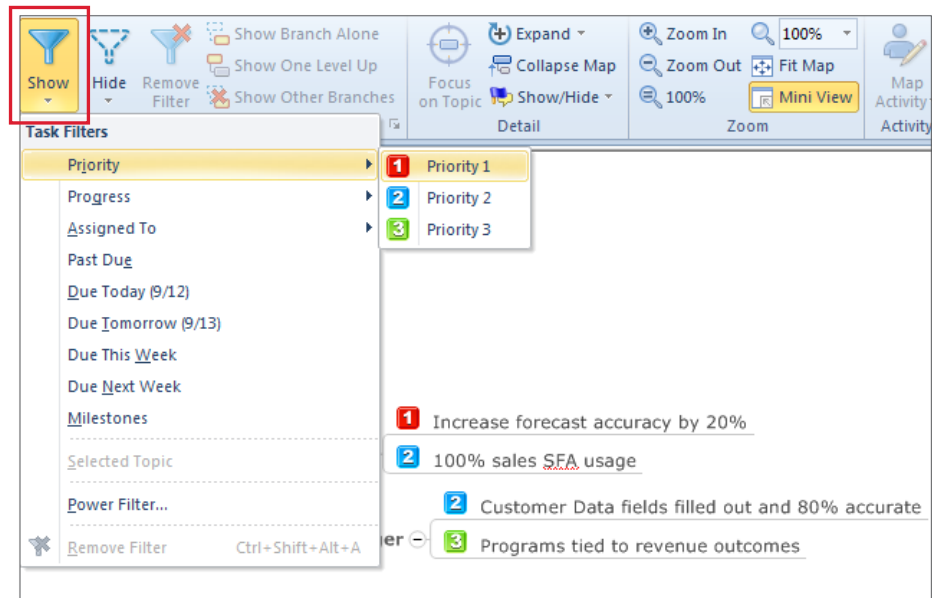 Show
Hide
Remove
Filter
Show Branch Alone
Show One Level Up
Show Other Branches
Focus
on Topic
Expand
Collapse Map
Show/Hide
Detail
Zoom In
Zoom Out
100%
100%
Fit Map
Mini View
Zoom
Map
Activity
Activity
Task Filters
Priority
Progress
Assigned To
Past Due
Due Today (9/12)
Due Tomorrow (9/13)
Due This Week
Due Next Week
Milestones
Selected Topic
Power Filter...
Remove Filter Ctrl+Shift+Alt+A
1 Priority 1
2 Priority 2
3 Priority 3
1 Increase forecast accuracy by 20%
2 100% sales SFA usage
2 Customer Data fields filled out and 80% accurate
er
3 Programs tied to revenue outcomes